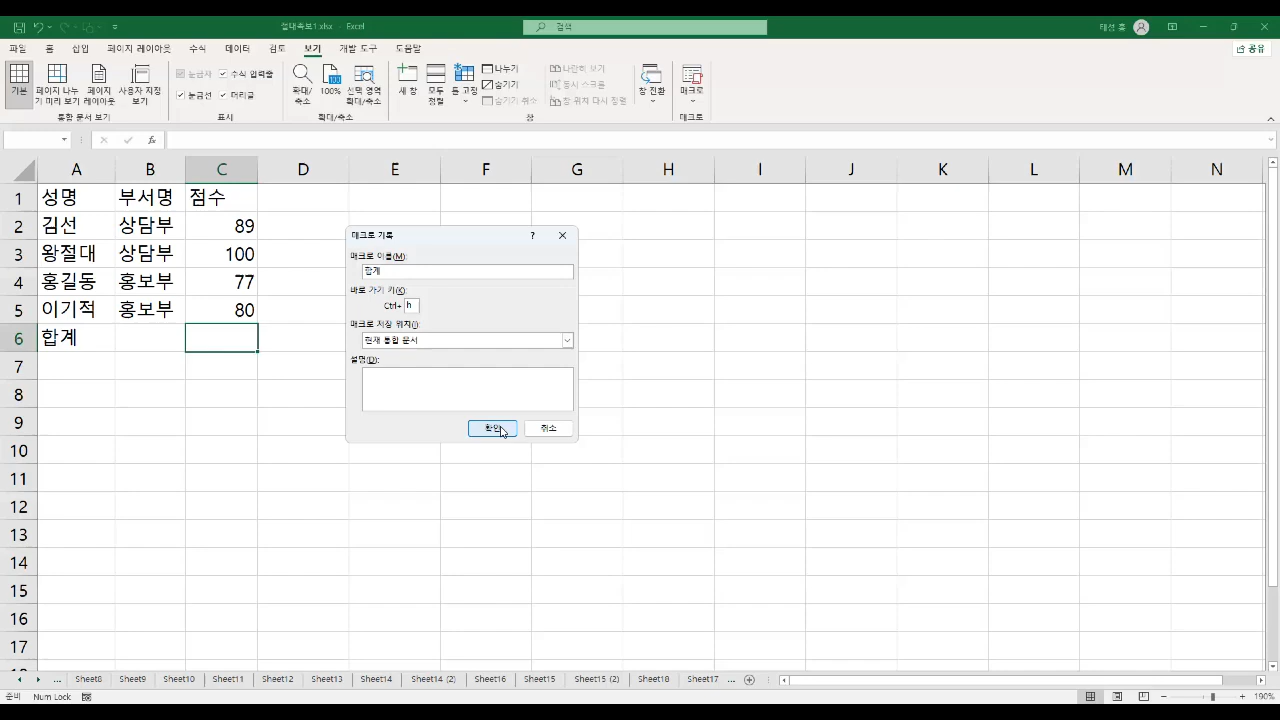 절대족보1.xlsx - Excel
검색
태성 홍
파일 홈 삽입 페이지 레이아웃 수식 데이터 검토 보기 개발 도구 도움말
공유
기본
페이지 나누기 미리 보기
페이지 레이아웃
사용자 지정 보기
통합 문서 보기
눈금자 수식 입력줄
눈금선 머리글
표시
확대/축소
100%
선택 영역 확대/축소
확대/축소
새 창
모두 정렬
틀 고정
나누기
숨기기
숨기기 취소
나란히 보기
동시 스크롤
창 위치 다시 정렬
창 전환
창
매크로
매크로
fx
A B C D E F G H I J K L M N
1 성명 부서명 점수
2 김선 상담부 89
3 왕절대 상담부 100
4 홍길동 홍보부 77
5 이기적 홍보부 80
6 합계
7
8
9
10
11
12
13
14
15
16
17
매크로 기록 ?
매크로 이름(M):
합계
바로 가기 키(K):
Ctrl+ h
매크로 저장 위치(I):
현재 통합 문서
설명(D):
확인 취소
... Sheet8 Sheet9 Sheet10 Sheet11 Sheet12 Sheet13 Sheet14 Sheet14 (2) Sheet16 Sheet15 Sheet15 (2) Sheet18 Sheet17 ...
준비 Num Lock
190%